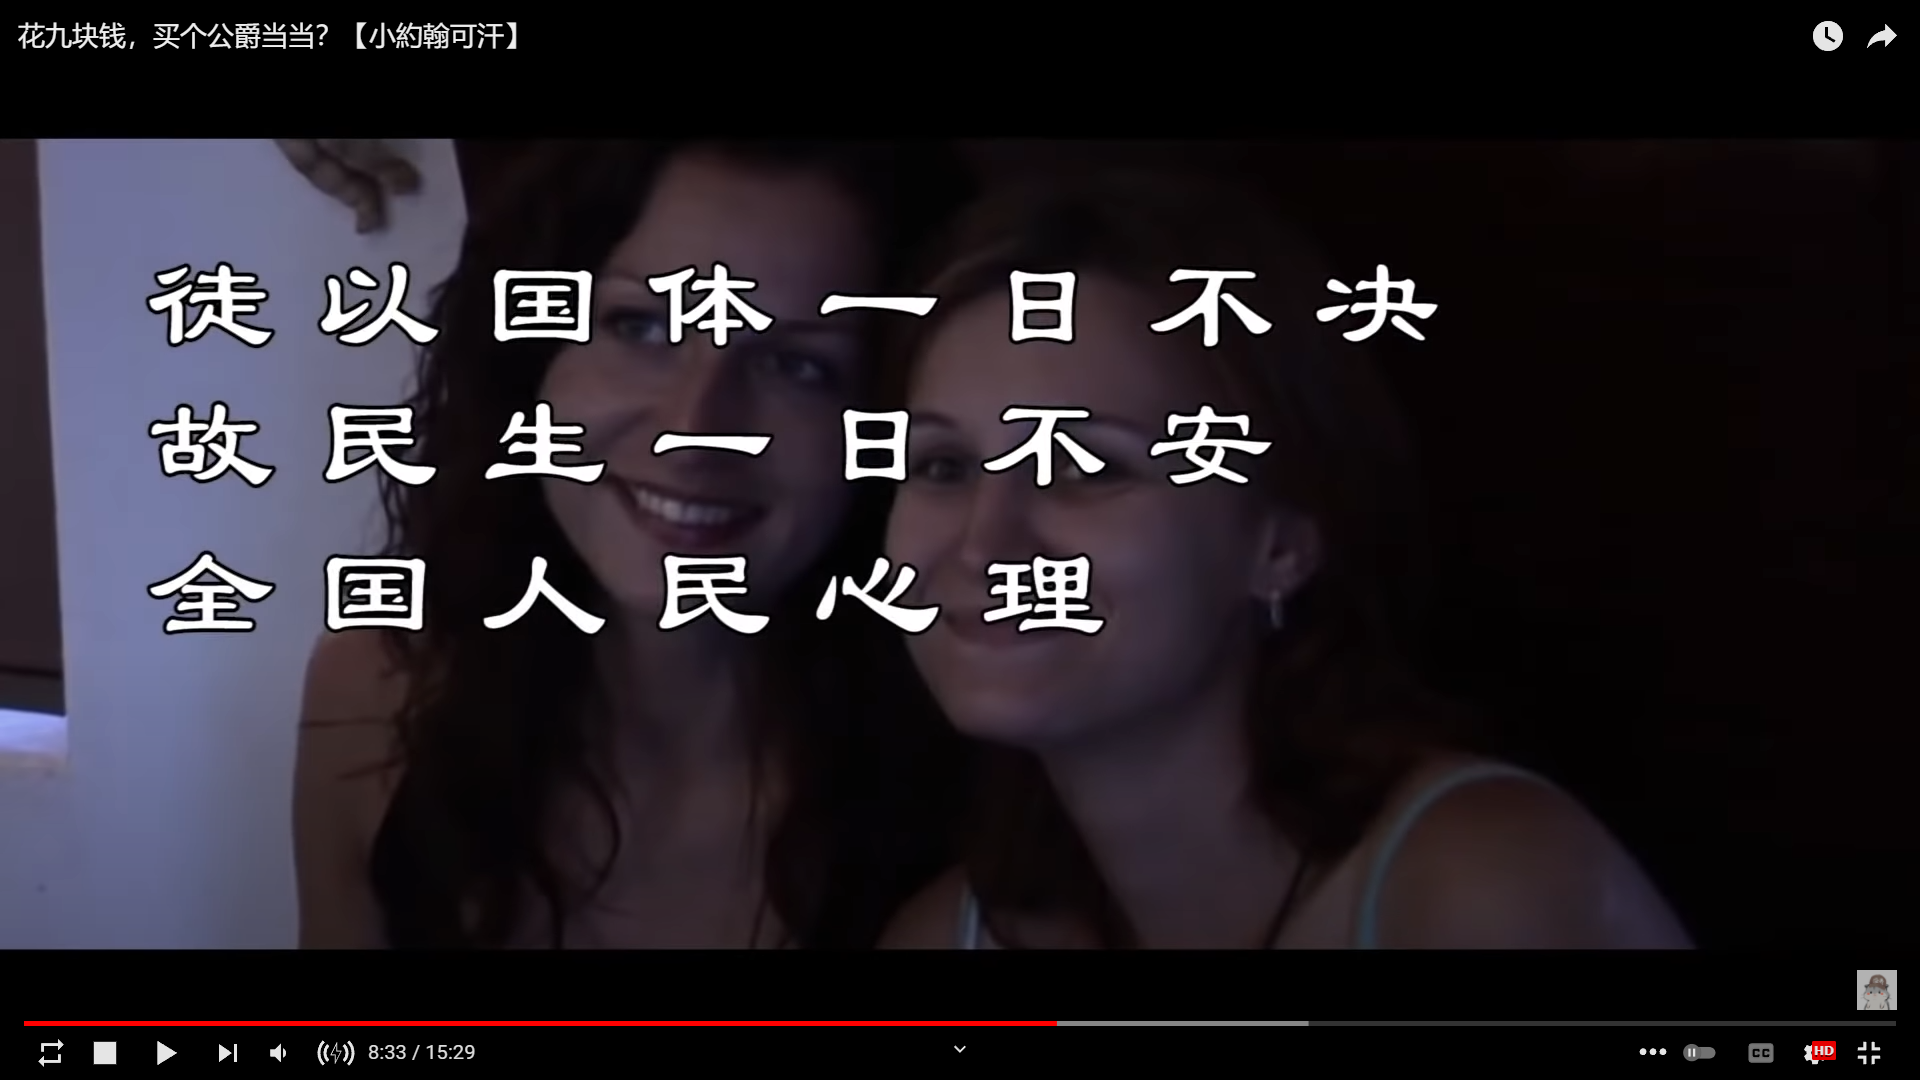 花九块钱，买个公爵当当？【小約翰可汗】
徒以国体一日不决
故民生一日不安
全国人民心理
8:33 / 15:29
CC
HD